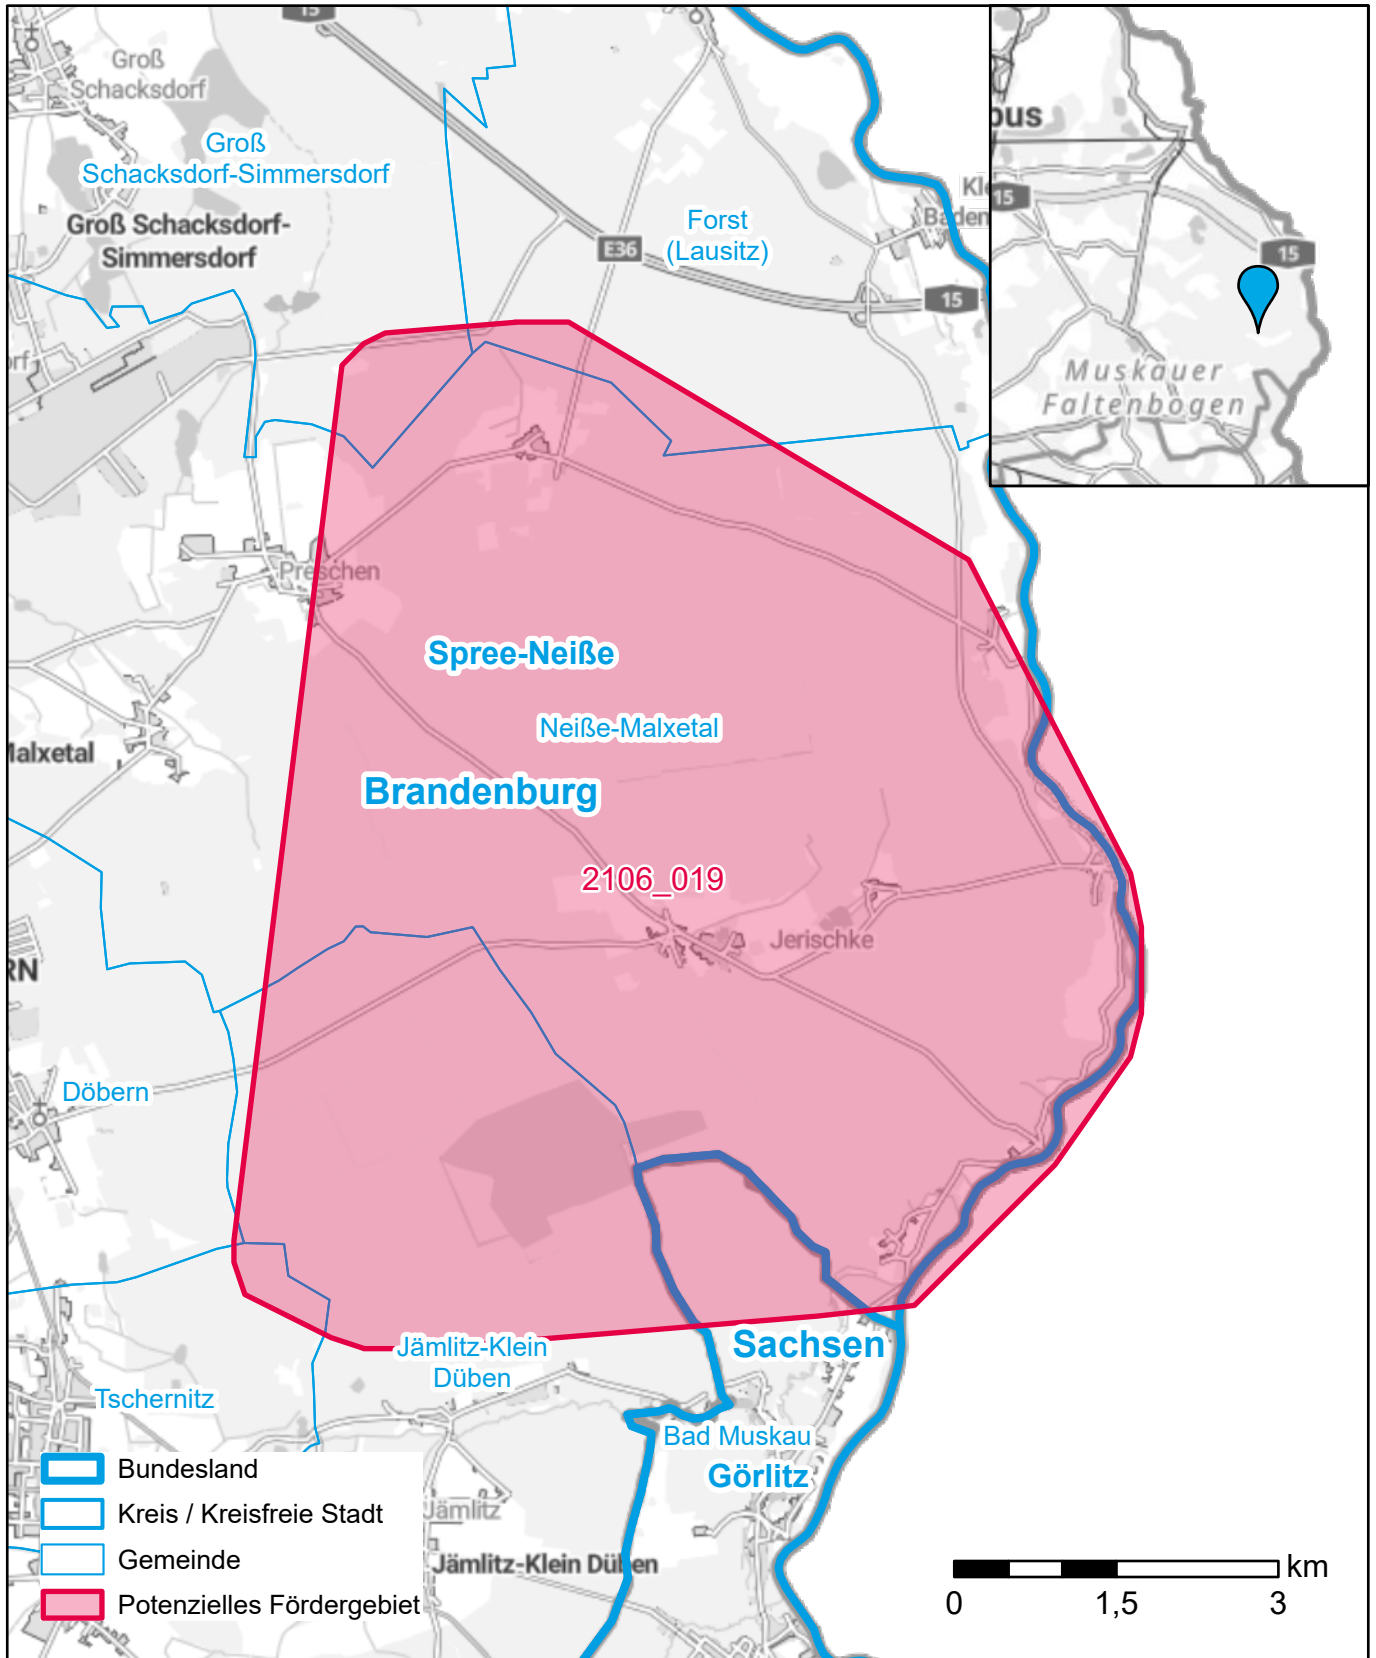 15
Groß
Schacksdorf
Groß
Schacksdorf-Simmersdorf
Groß Schacksdorf-
Simmersdorf
Forst
(Lausitz)
E36
15
Baden
15
15
Muskauer
Faltenbogen
Preschen
Spree-Neiße
Neiße-Malxetal
Brandenburg
2106_019
Jerischke
Döbern
Jämlitz-Klein
Düben
Sachsen
Tschernitz
Bad Muskau
Görlitz
Jämlitz
Jämlitz-Klein Düben
Bundesland
Kreis / Kreisfreie Stadt
Gemeinde
Potenzielles Fördergebiet
km
0 1,5 3